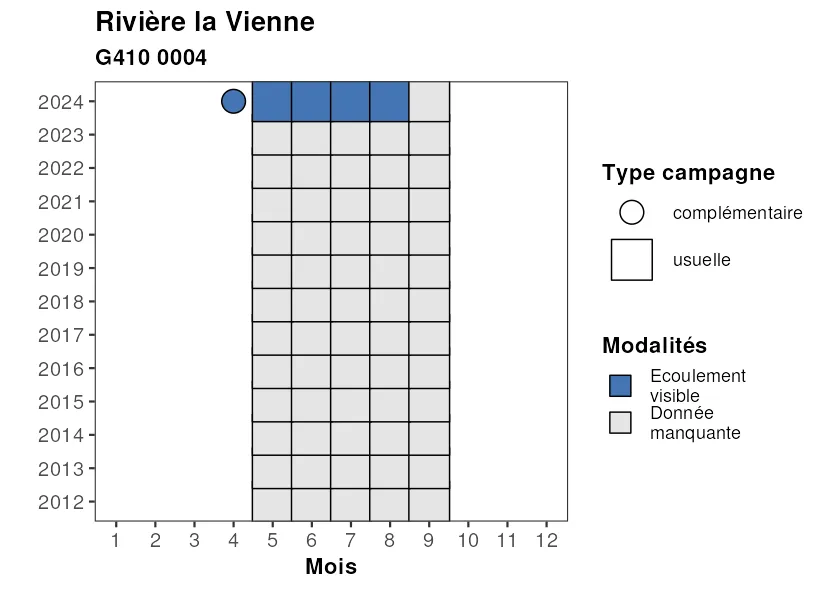 Rivière la Vienne
G410 0004
2024
2023
2022
2021
2020
2019
2018
2017
2016
2015
2014
2013
2012
1 2 3 4 5 6 7 8 9 10 11 12
Mois
Type campagne
complémentaire
usuelle
Modalités
Ecoulement
visible
Donnée
manquante